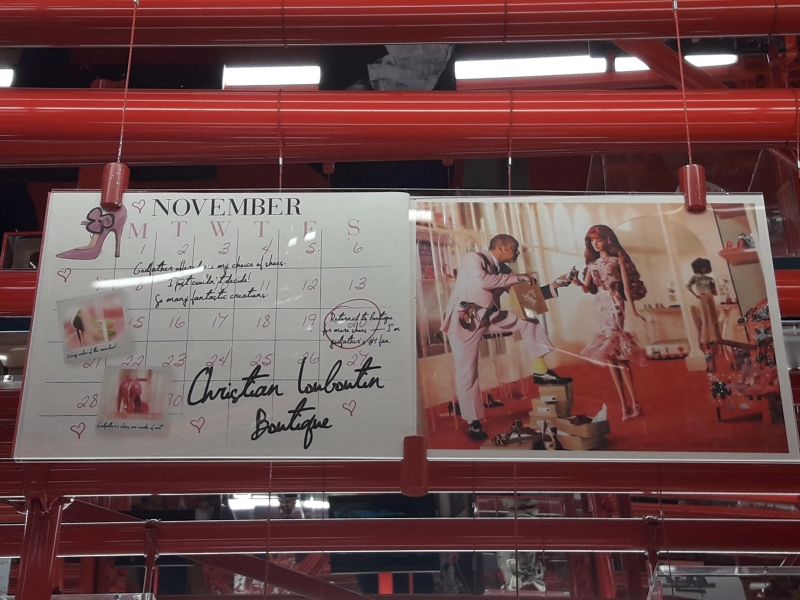 NOVEMBER
M T W T F S
1 2 3 4 5 6
Godfather offered me my choice of shoes.
I just couldn't decide!
So many fantastic creations.
11 12 13
15 16 17 18 19
Returned to boutique
for more shoes — I'm
godfather's #1 fan.
21 22 23 24 25 26 27
28 30
Christian Louboutin
Boutique